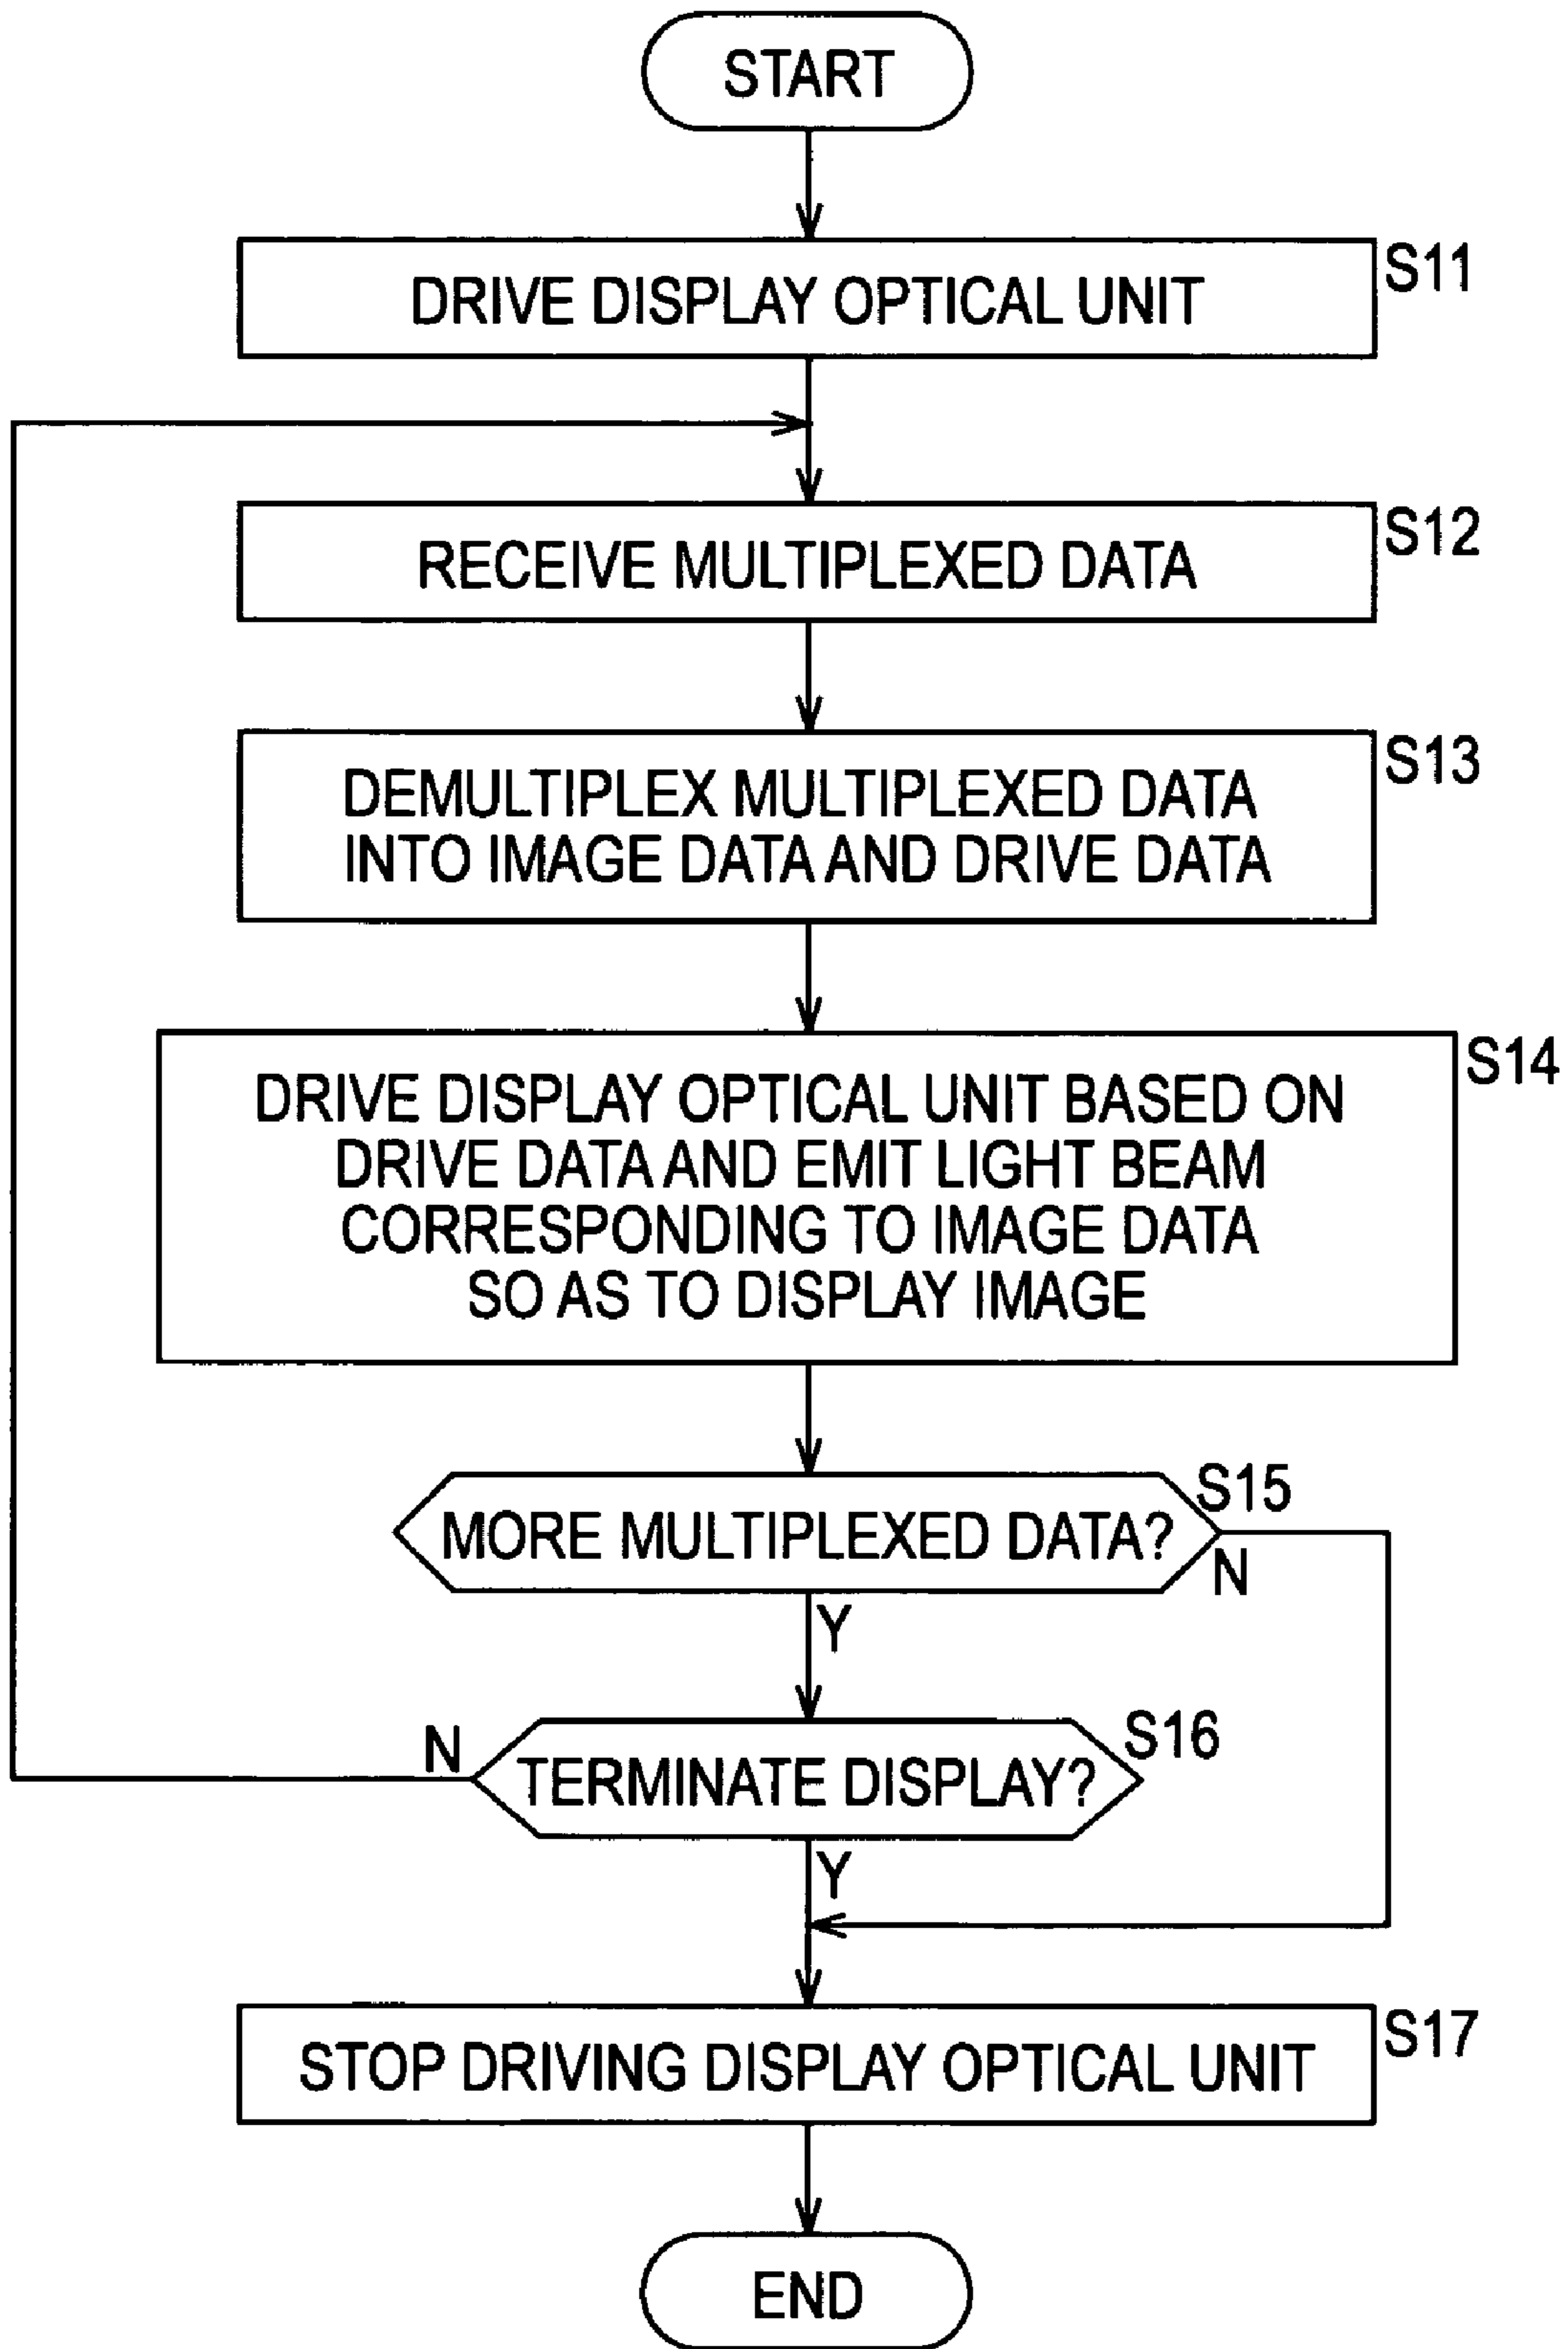 START
DRIVE DISPLAY OPTICAL UNIT
S11
RECEIVE MULTIPLEXED DATA
S12
DEMULTIPLEX MULTIPLEXED DATA
INTO IMAGE DATA AND DRIVE DATA
S13
DRIVE DISPLAY OPTICAL UNIT BASED ON
DRIVE DATA AND EMIT LIGHT BEAM
CORRESPONDING TO IMAGE DATA
SO AS TO DISPLAY IMAGE
S14
MORE MULTIPLEXED DATA?
S15
N
Y
TERMINATE DISPLAY?
S16
N
Y
STOP DRIVING DISPLAY OPTICAL UNIT
S17
END